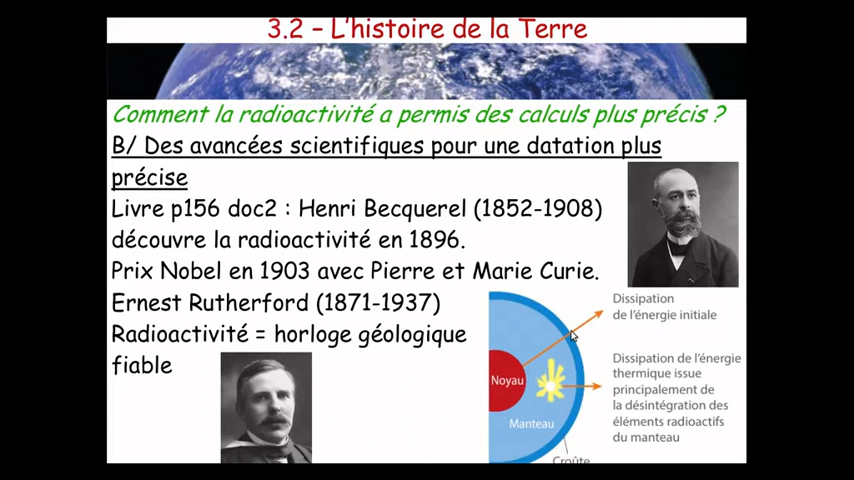 3.2 – L'histoire de la Terre
Comment la radioactivité a permis des calculs plus précis ?
B/ Des avancées scientifiques pour une datation plus
précise
Livre p156 doc2 : Henri Becquerel (1852-1908)
découvre la radioactivité en 1896.
Prix Nobel en 1903 avec Pierre et Marie Curie.
Ernest Rutherford (1871-1937)
Radioactivité = horloge géologique
fiable
Dissipation
de l'énergie initiale
Dissipation de l'énergie
thermique issue
principalement de
la désintégration des
éléments radioactifs
du manteau
Noyau
Manteau
Croûte